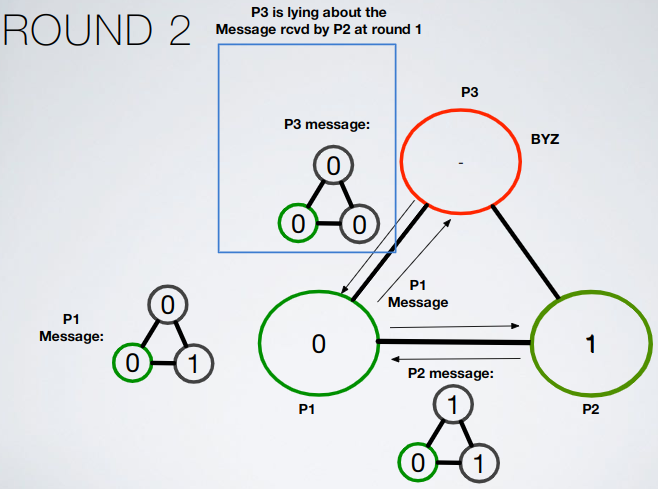 ROUND 2
P3 is lying about the
Message rcvd by P2 at round 1
P3
P3 message:
BYZ
-
0
0
0
P1
Message
0
P1
Message:
0
1
0
1
P2 message:
P1
P2
1
0
1